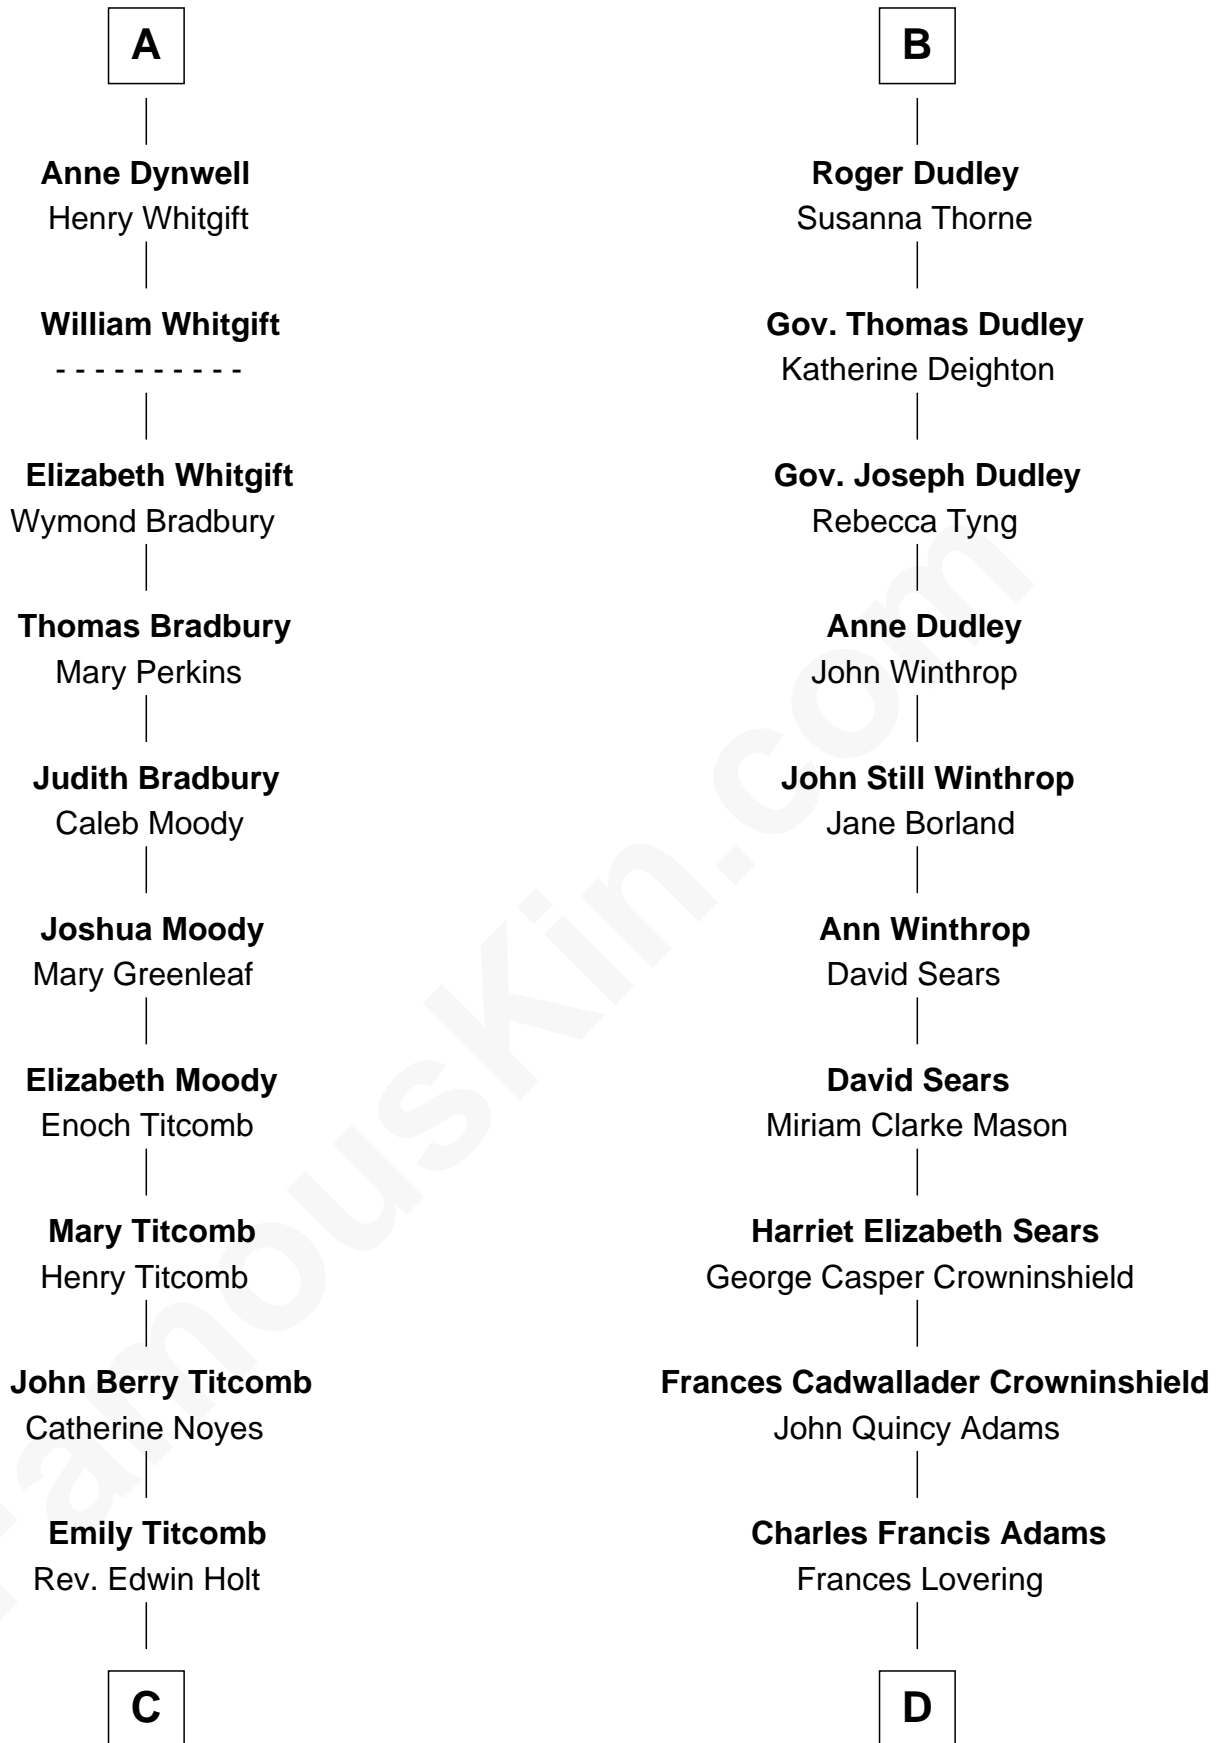 A
Anne Dynwell
Henry Whitgift
William Whitgift
- - - - - - - - - -
Elizabeth Whitgift
Wymond Bradbury
Thomas Bradbury
Mary Perkins
Judith Bradbury
Caleb Moody
Joshua Moody
Mary Greenleaf
Elizabeth Moody
Enoch Titcomb
Mary Titcomb
Henry Titcomb
John Berry Titcomb
Catherine Noyes
Emily Titcomb
Rev. Edwin Holt
C
B
Roger Dudley
Susanna Thorne
Gov. Thomas Dudley
Katherine Deighton
Gov. Joseph Dudley
Rebecca Tyng
Anne Dudley
John Winthrop
John Still Winthrop
Jane Borland
Ann Winthrop
David Sears
David Sears
Miriam Clarke Mason
Harriet Elizabeth Sears
George Casper Crowninshield
Frances Cadwallader Crowninshield
John Quincy Adams
Charles Francis Adams
Frances Lovering
D
FamousKin.com